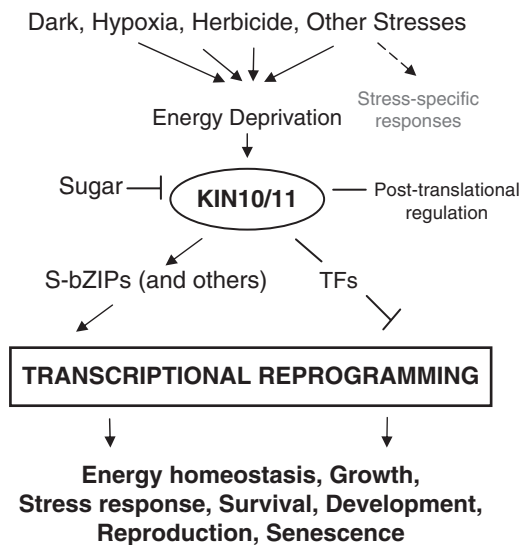 Dark, Hypoxia, Herbicide, Other Stresses
Stress-specific
responses
Energy Deprivation
Sugar
KIN10/11
Post-translational
regulation
S-bZIPs (and others)
TFs
TRANSCRIPTIONAL REPROGRAMMING
Energy homeostasis, Growth,
Stress response, Survival, Development,
Reproduction, Senescence